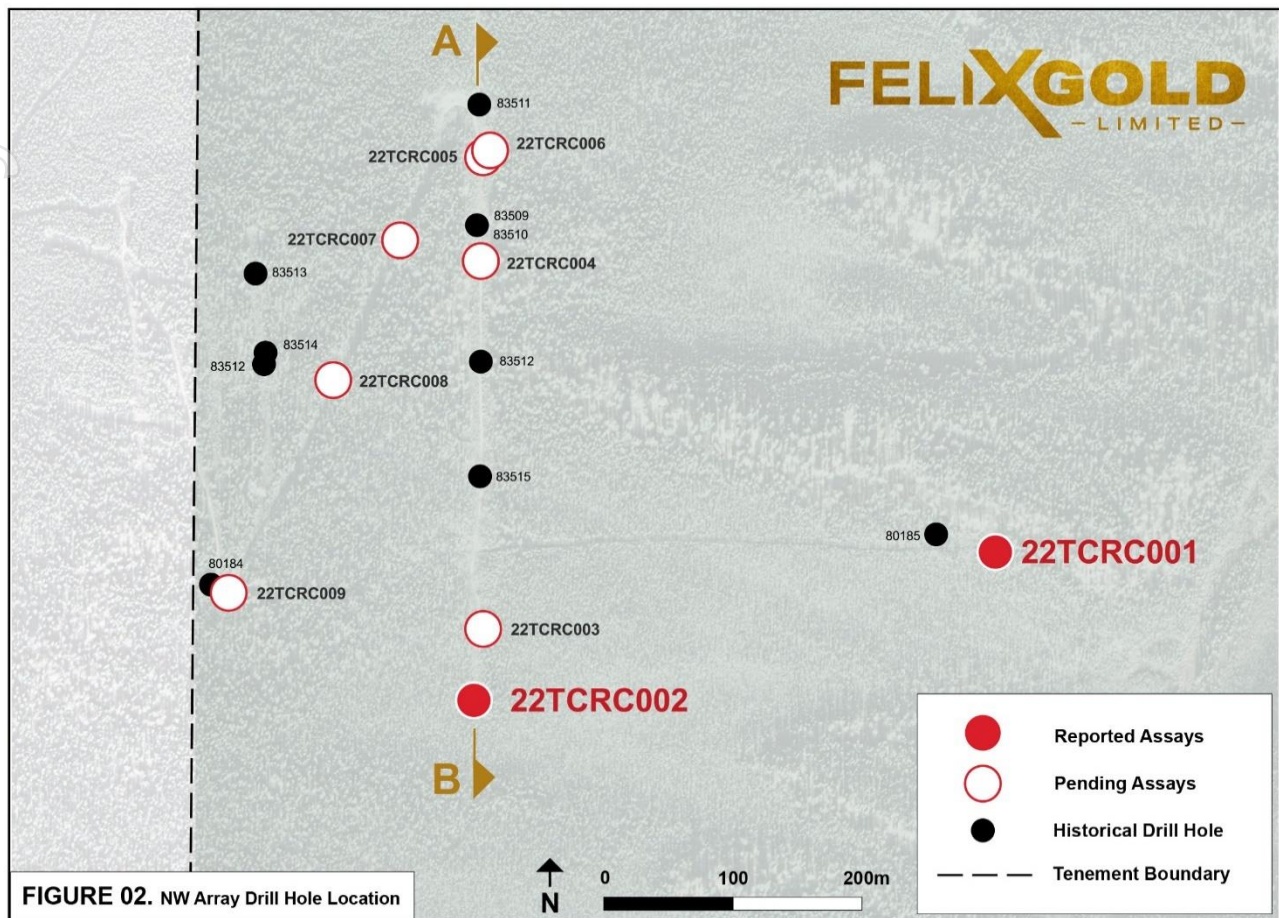 A
FELIXGOLD
LIMITED
83511
22TCRC006
22TCRC005
83509
83510
22TCRC007
22TCRC004
83513
83514
83512
83512
22TCRC008
83515
80185
22TCRC001
80184
22TCRC009
22TCRC003
22TCRC002
B
Reported Assays
Pending Assays
Historical Drill Hole
Tenement Boundary
FIGURE 02. NW Array Drill Hole Location
N
0 100 200m